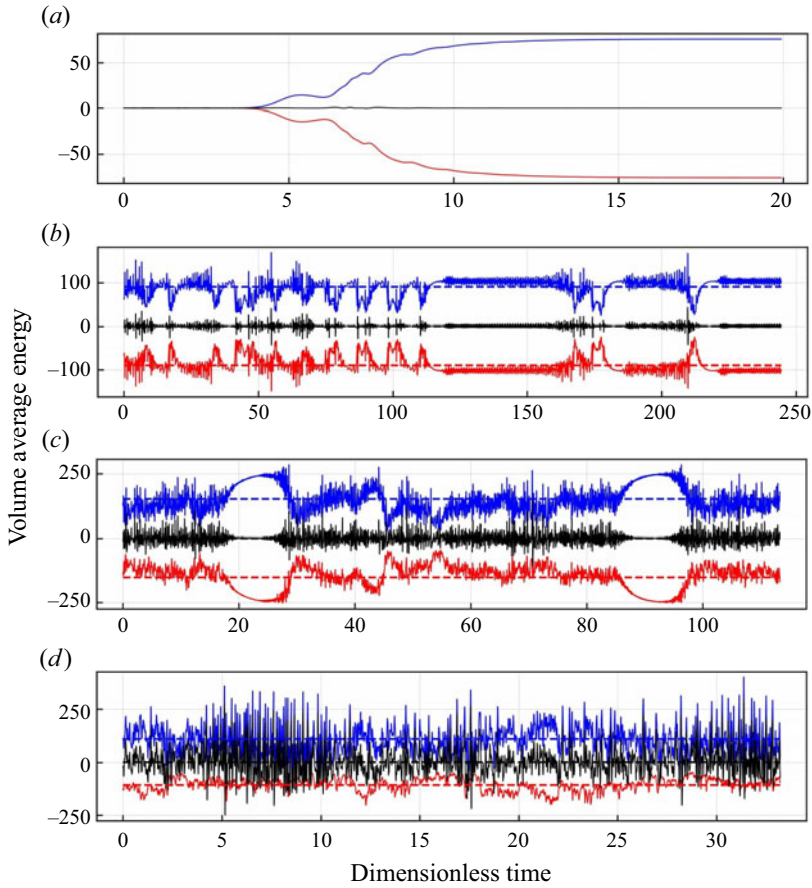 (a)
50
0
–50
0 5 10 15 20
(b)
100
0
–100
0 50 100 150 200 250
Volume average energy
(c)
250
0
–250
0 20 40 60 80 100
(d)
250
0
–250
0 5 10 15 20 25 30
Dimensionless time